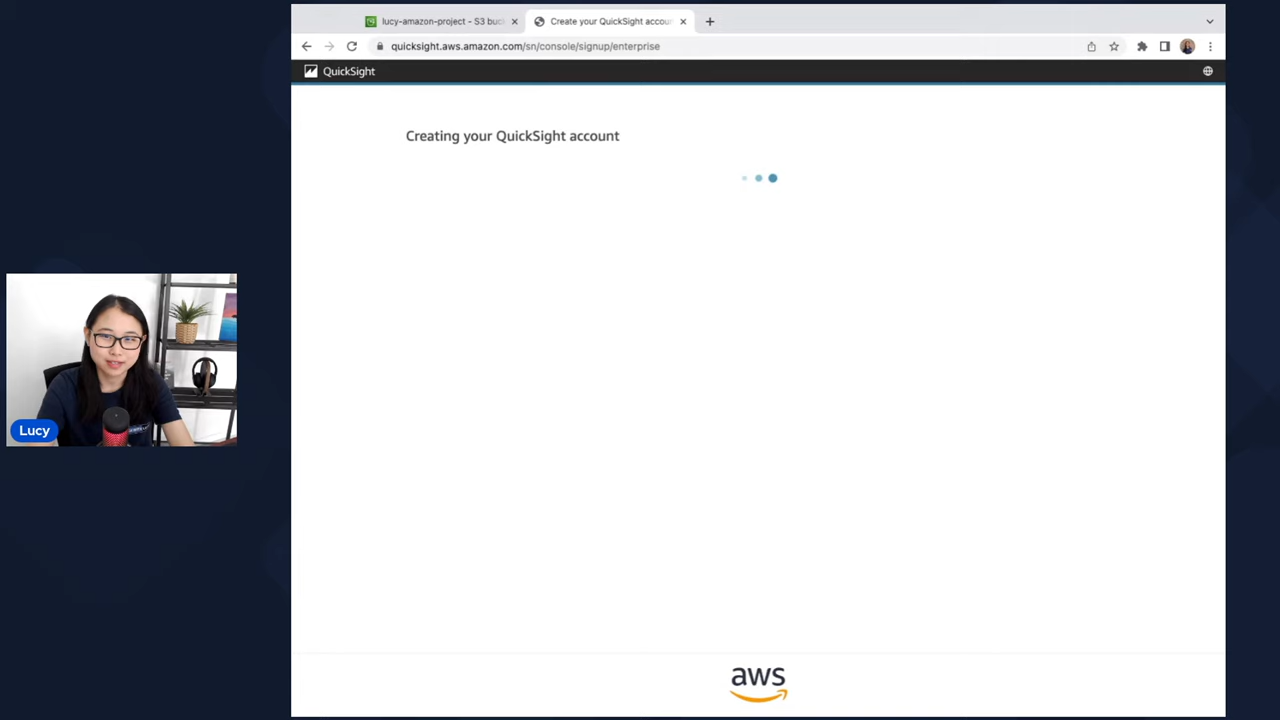 lucy-amazon-project - S3 buc
Create your QuickSight accou
quicksight.aws.amazon.com/sn/console/signup/enterprise
QuickSight
Creating your QuickSight account
Lucy
aws